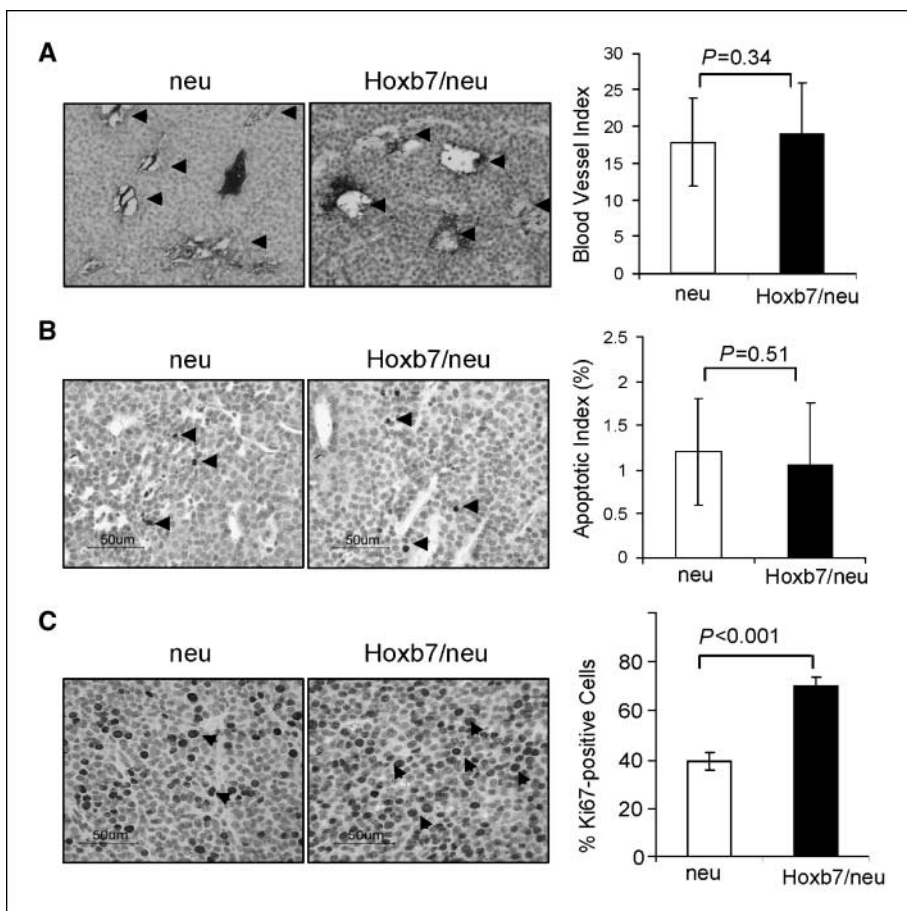 A
neu
Hoxb7/neu
Blood Vessel Index
30
25
20
15
10
5
0
P=0.34
neu
Hoxb7/neu
B
neu
Hoxb7/neu
50um
50um
Apoptotic Index (%)
2.5
2
1.5
1
0.5
0
P=0.51
neu
Hoxb7/neu
C
neu
Hoxb7/neu
50um
50um
% Ki67-positive Cells
80
60
40
20
0
P<0.001
neu
Hoxb7/neu